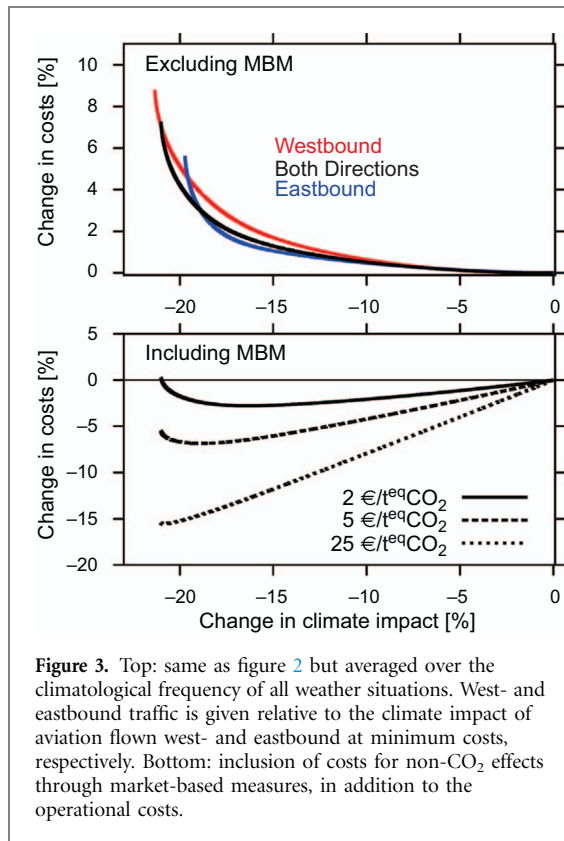 Change in costs [%]
10
8
6
4
2
0
Excluding MBM
Westbound
Both Directions
Eastbound
−20 −15 −10 −5 0
Change in costs [%]
5
0
−5
−10
−15
−20
Including MBM
2 €/t^eqCO₂
5 €/t^eqCO₂
25 €/t^eqCO₂
−20 −15 −10 −5 0
Change in climate impact [%]
Figure 3. Top: same as figure 2 but averaged over the
climatological frequency of all weather situations. West- and
eastbound traffic is given relative to the climate impact of
aviation flown west- and eastbound at minimum costs,
respectively. Bottom: inclusion of costs for non-CO₂ effects
through market-based measures, in addition to the
operational costs.